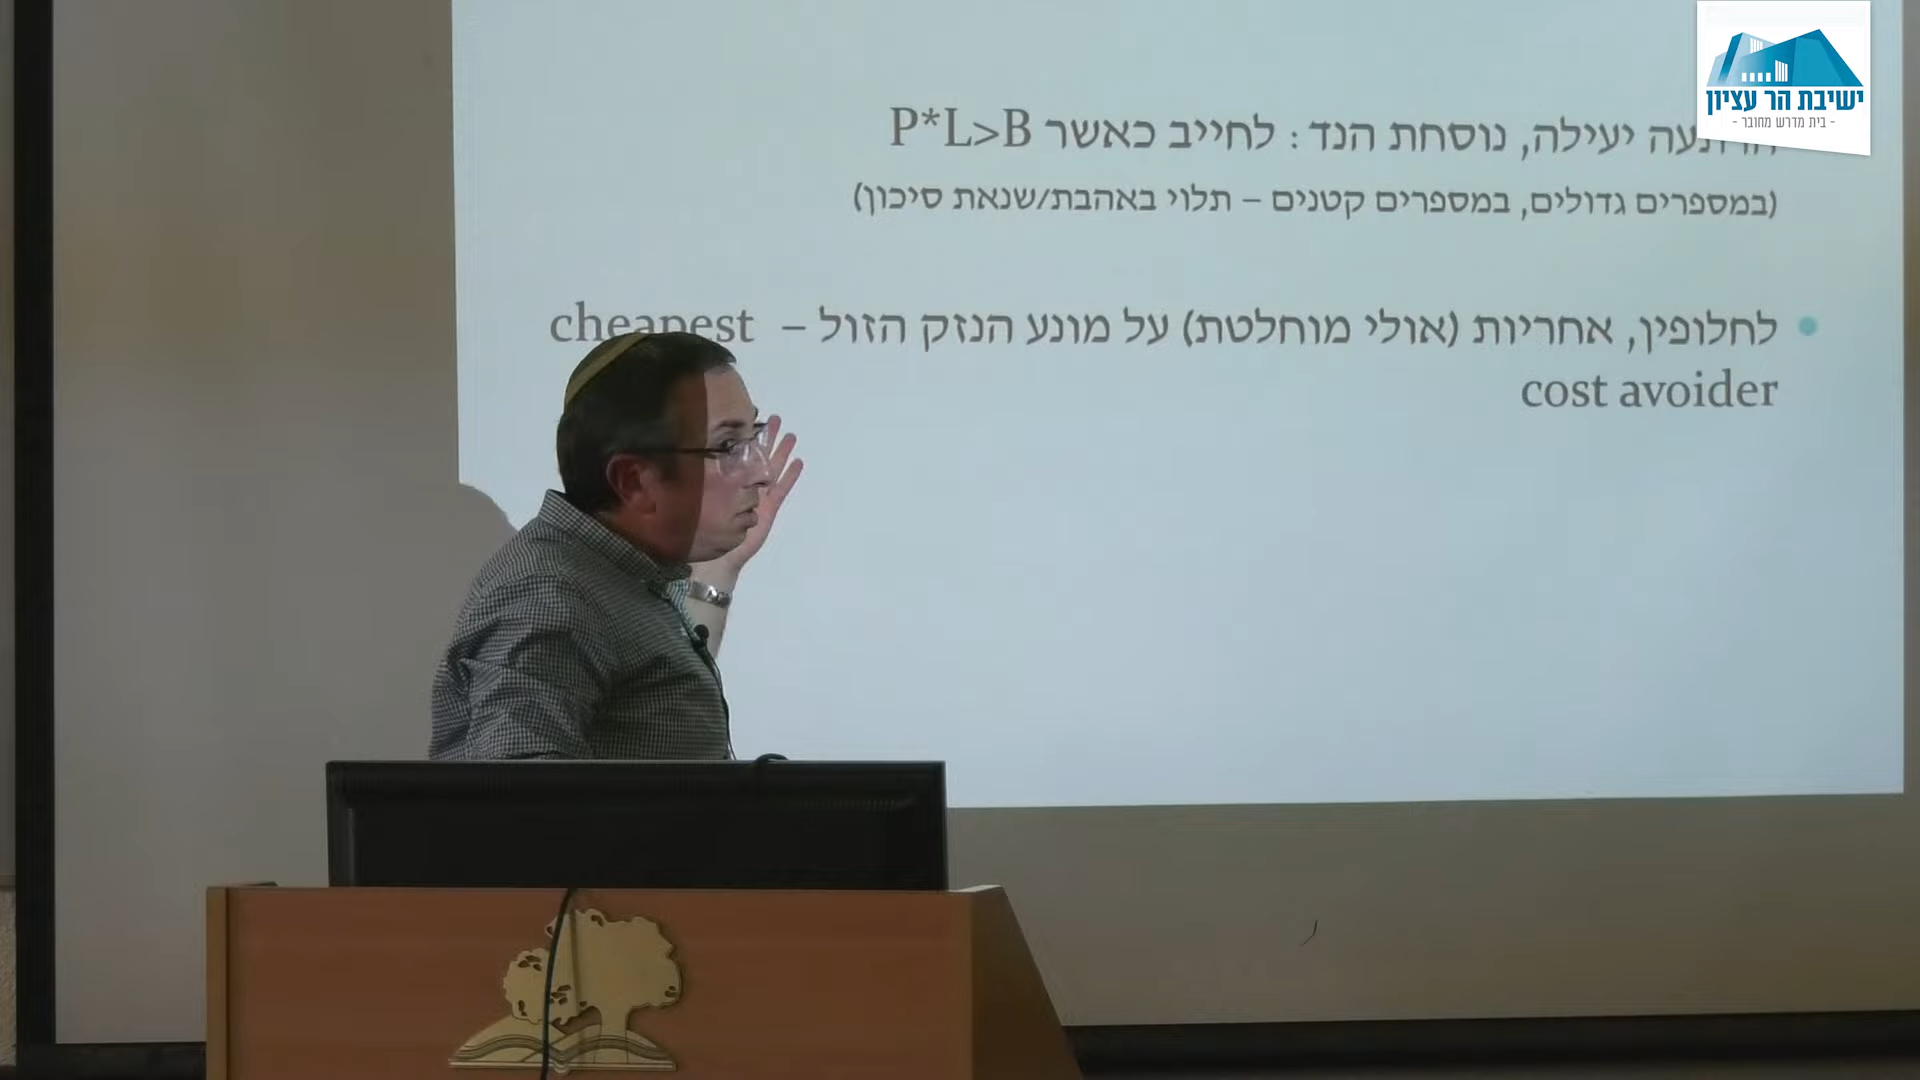 יעילה, נוסחת הנד: לחייב כאשר P*L>B
(במספרים גדולים, במספרים קטנים – תלוי באהבת/שנאת סיכון)
לחלופין, אחריות (אולי מוחלטת) על מונע הנזק הזול – cheapest
cost avoider
ישיבת הר עציון
- בית מדרש מחובר -